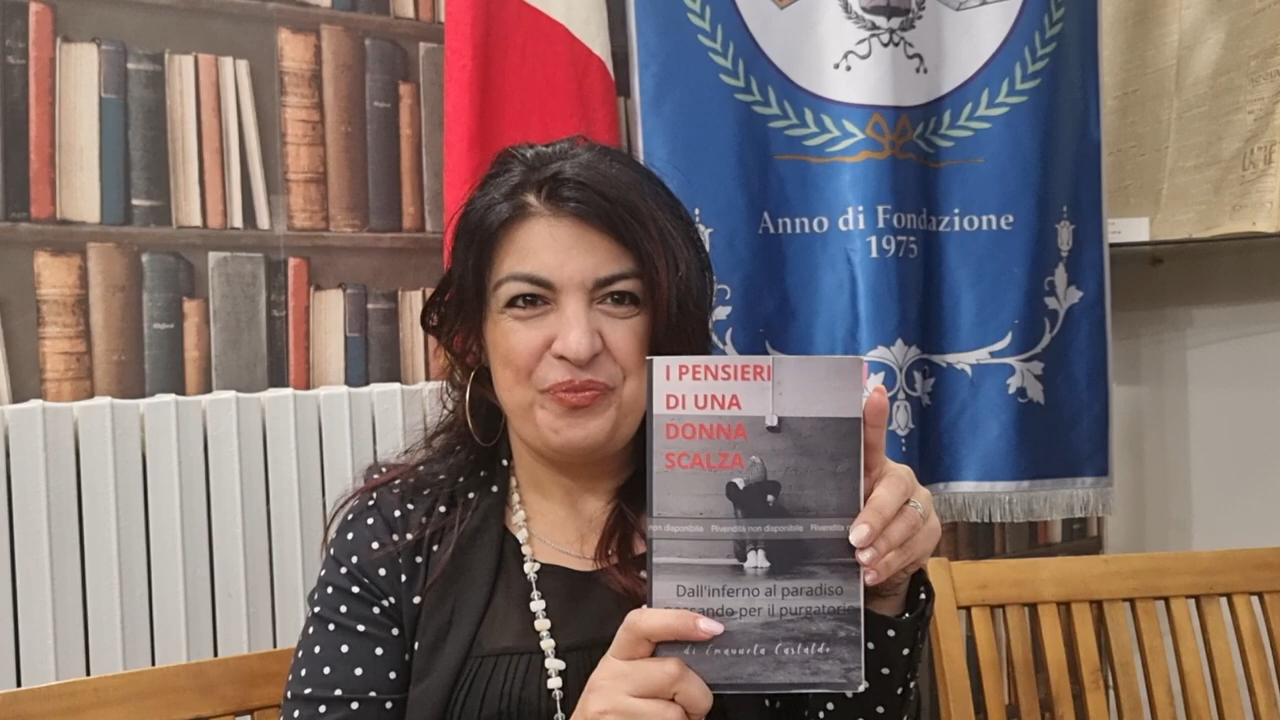 Anno di Fondazione
1975
I PENSIERI
DI UNA
DONNA
SCALZA
non disponibile Rivendita non disponibile Rivendita
Dall'inferno al paradiso
passando per il purgatorio
di Emanuela Castaldo